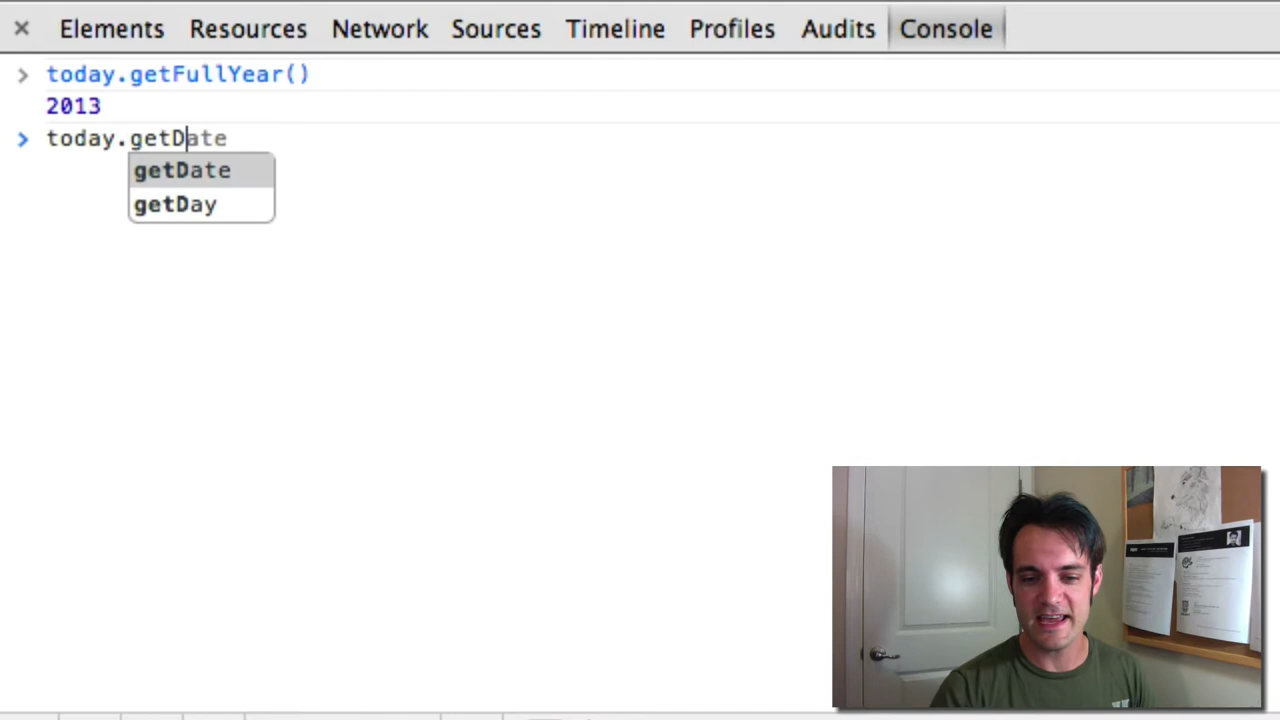 × Elements Resources Network Sources Timeline Profiles Audits Console
> today.getFullYear()
2013
> today.getDate
getDate
getDay